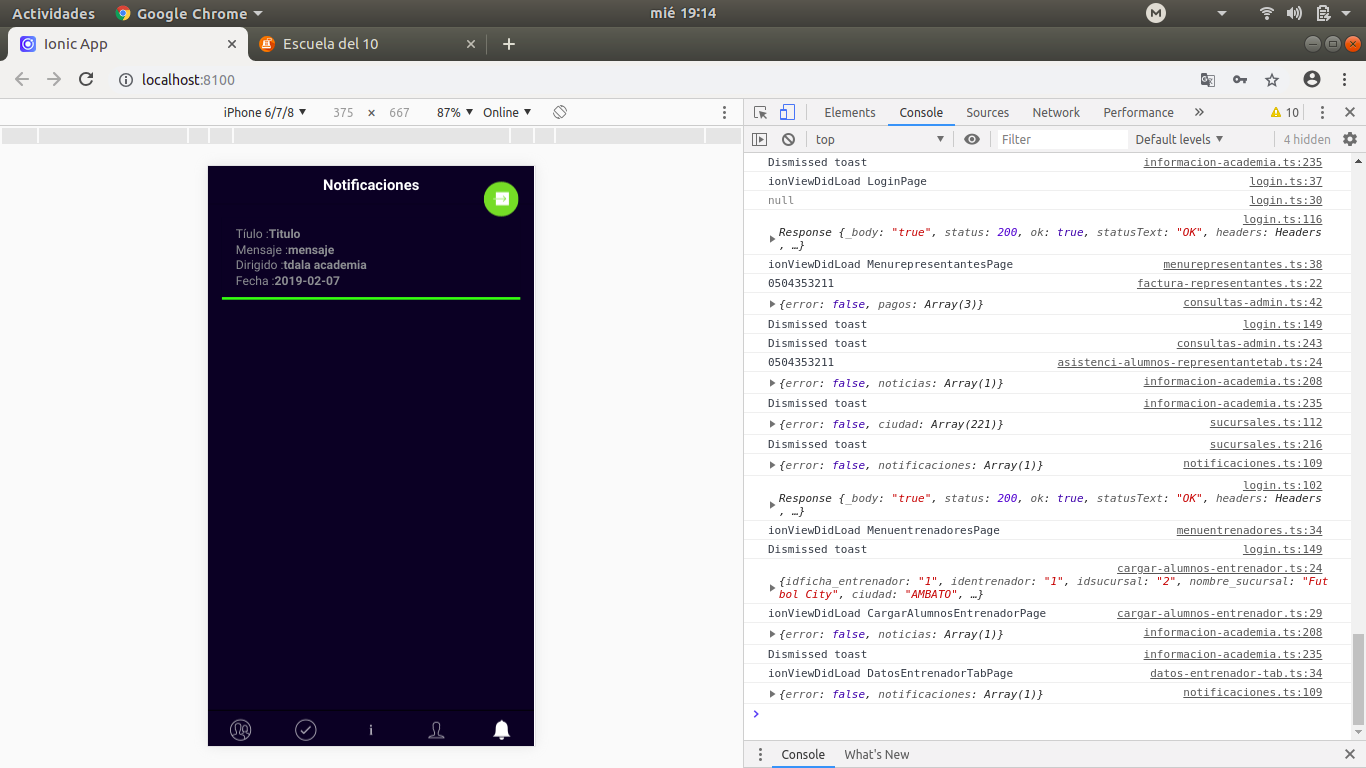 Actividades
Google Chrome
mié 19:14
Ionic App
Escuela del 10
localhost:8100
iPhone 6/7/8
375 × 667
87%
Online
Notificaciones
Tíulo :Titulo
Mensaje :mensaje
Dirigido :tdala academia
Fecha :2019-02-07
Elements
Console
Sources
Network
Performance
10
top
Filter
Default levels
4 hidden
Dismissed toast informacion-academia.ts:235
ionViewDidLoad LoginPage login.ts:37
null login.ts:30
login.ts:116
Response {_body: "true", status: 200, ok: true, statusText: "OK", headers: Headers
, …}
ionViewDidLoad MenurepresentantesPage menurepresentantes.ts:38
0504353211 factura-representantes.ts:22
{error: false, pagos: Array(3)} consultas-admin.ts:42
Dismissed toast login.ts:149
Dismissed toast consultas-admin.ts:243
0504353211 asistenci-alumnos-representantetab.ts:24
{error: false, noticias: Array(1)} informacion-academia.ts:208
Dismissed toast informacion-academia.ts:235
{error: false, ciudad: Array(221)} sucursales.ts:112
Dismissed toast sucursales.ts:216
{error: false, notificaciones: Array(1)} notificaciones.ts:109
login.ts:102
Response {_body: "true", status: 200, ok: true, statusText: "OK", headers: Headers
, …}
ionViewDidLoad MenuentrenadoresPage menuentrenadores.ts:34
Dismissed toast login.ts:149
cargar-alumnos-entrenador.ts:24
{idficha_entrenador: "1", identrenador: "1", idsucursal: "2", nombre_sucursal: "Fut
bol City", ciudad: "AMBATO", …}
ionViewDidLoad CargarAlumnosEntrenadorPage cargar-alumnos-entrenador.ts:29
{error: false, noticias: Array(1)} informacion-academia.ts:208
Dismissed toast informacion-academia.ts:235
ionViewDidLoad DatosEntrenadorTabPage datos-entrenador-tab.ts:34
{error: false, notificaciones: Array(1)} notificaciones.ts:109
Console
What's New